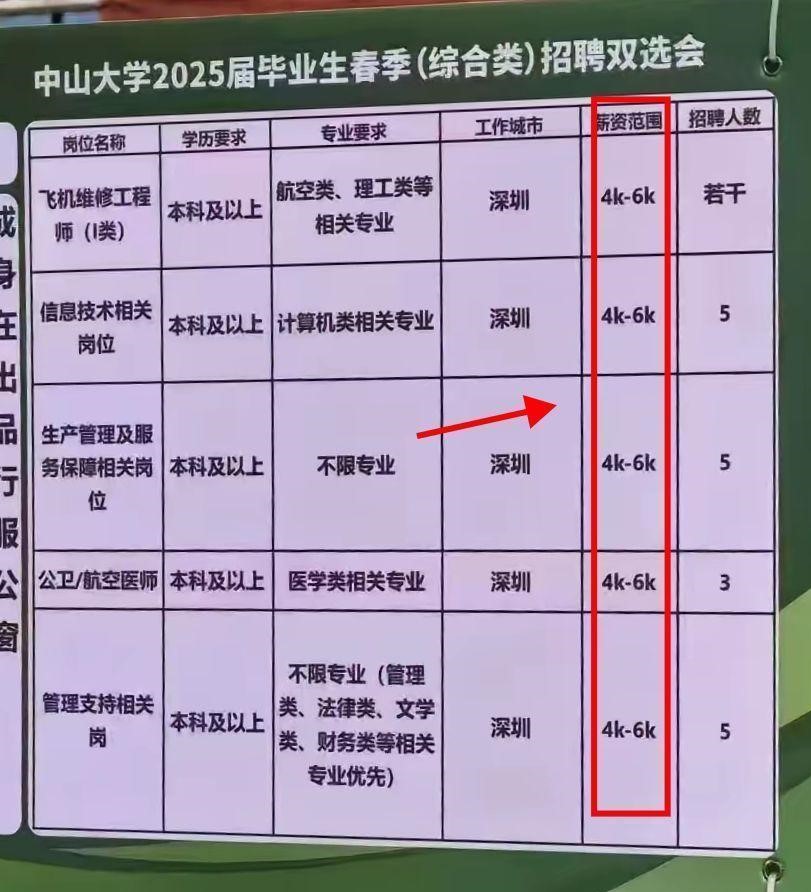 中山大学2025届毕业生春季(综合类)招聘双选会
岗位名称 学历要求 专业要求 工作城市 薪资范围 招聘人数
飞机维修工程
师（I类）
本科及以上
航空类、理工类等
相关专业
深圳
4k-6k
若干
信息技术相关
岗位
本科及以上
计算机类相关专业
深圳
4k-6k
5
生产管理及服
务保障相关岗
位
本科及以上
不限专业
深圳
4k-6k
5
公卫/航空医师
本科及以上
医学类相关专业
深圳
4k-6k
3
管理支持相关
岗
本科及以上
不限专业（管理
类、法律类、文学
类、财务类等相关
专业优先）
深圳
4k-6k
5
身
在
出
品
行
服
公
窗